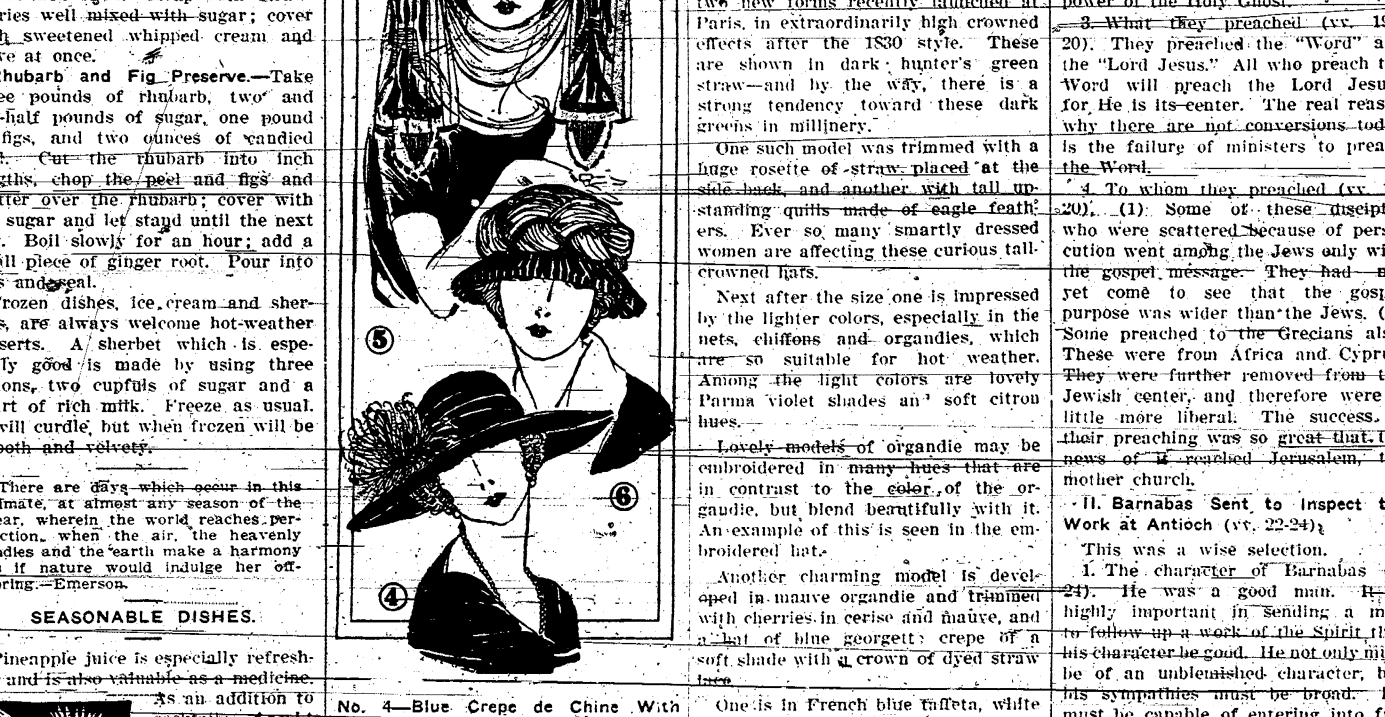 ries well mixed with sugar; cover
sweetened whipped cream and
at once.
Rhubarb and Fig Preserve.—Take
pounds of rhubarb, two and
-half pounds of sugar, one pound
figs, and two ounces of candied
Cut the rhubarb into inch
chop the peel and figs and
over the rhubarb; cover with
sugar and let stand until the next
Boil slowly for an hour; add a
piece of ginger root. Pour into
and seal.
Frozen dishes, ice cream and sher-
are always welcome hot-weather
serts. A sherbet which is espe-
good is made by using three
two cupfuls of sugar and a
of rich milk. Freeze as usual.
will curdle, but when frozen will be
and velvety.
There are days which occur in this
at almost any season of the
wherein the world reaches per-
ction, when the air, the heavenly
and the earth make a harmony
if nature would indulge her off-
spring.—Emerson.
SEASONABLE DISHES.
Pineapple juice is especially refresh-
and is also valuable as a medicine.
As an addition to
5
6
4
No. 4—Blue Crepe de Chine With
two new forms recently launched at
Paris, in extraordinarily high crowned
effects after the 1830 style. These
are shown in dark hunter's green
straw—and by the way, there is a
strong tendency toward these dark
greens in millinery.
One such model was trimmed with a
huge rosette of straw placed at the
side back, and another with tall up-
standing quills made of eagle feath-
ers. Ever so many smartly dressed
women are affecting these curious tall-
crowned hats.
Next after the size one is impressed
by the lighter colors, especially in the
nets, chiffons and organdies, which
are so suitable for hot weather.
Among the light colors are lovely
Parma violet shades and soft citron
hues.
Lovely models of organdie may be
embroidered in many hues that are
in contrast to the color of the or-
gandie, but blend beautifully with it.
An example of this is seen in the em-
broidered hat.
Another charming model is devel-
oped in mauve organdie and trimmed
with cherries in cerise and mauve, and
a hat of blue georgette crepe of a
soft shade with a crown of dyed straw
lace.
One is in French blue taffeta, white
power of the Holy Ghost.
3. What they preached (vv. 19,
20). They preached the "Word"
the "Lord Jesus." All who preach
Word will preach the Lord
for He is its center. The real
why there are not conversions
is the failure of ministers to
the Word.
4. To whom they preached (vv.
20). (1) Some of these
who were scattered because of
cution went among the Jews only
the gospel message. They had
yet come to see that the
purpose was wider than the Jews.
Some preached to the Grecians
These were from Africa and
They were further removed from
Jewish center, and therefore were
little more liberal. The success
their preaching was so great that
news of it reached Jerusalem,
mother church.
II. Barnabas Sent to Inspect
Work at Antioch (vv. 22-24).
This was a wise selection.
1. The character of Barnabas
24). He was a good man.
highly important in sending a
to follow up a work of the Spirit
his character be good. He not only
be of an unblemished character,
his sympathies must be broad.
must be capable of entering into